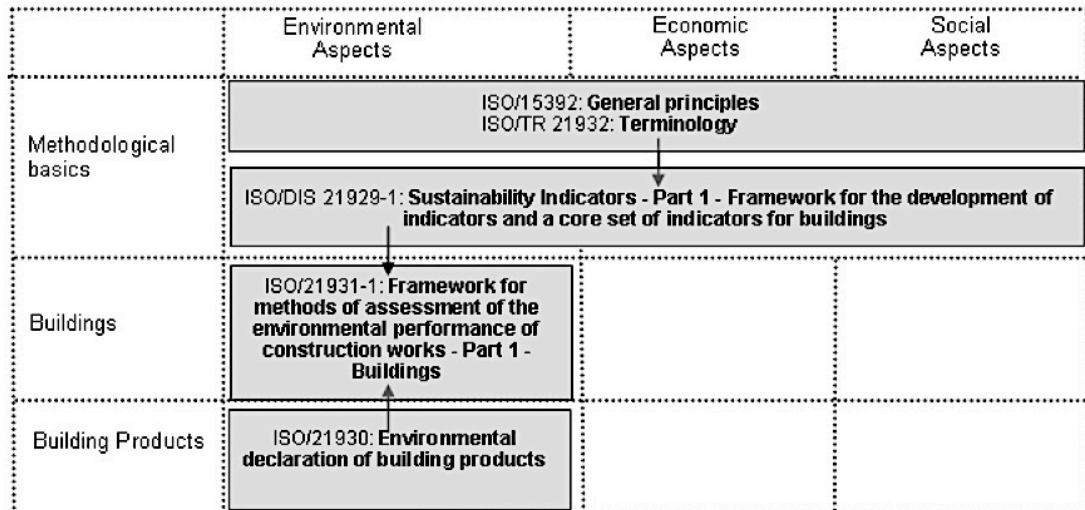 Environmental
Aspects
Economic
Aspects
Social
Aspects
Methodological
basics
ISO/15392: General principles
ISO/TR 21932: Terminology
ISO/DIS 21929-1: Sustainability Indicators - Part 1 - Framework for the development of
indicators and a core set of indicators for buildings
Buildings
ISO/21931-1: Framework for
methods of assessment of the
environmental performance of
construction works - Part 1 -
Buildings
Building Products
ISO/21930: Environmental
declaration of building products